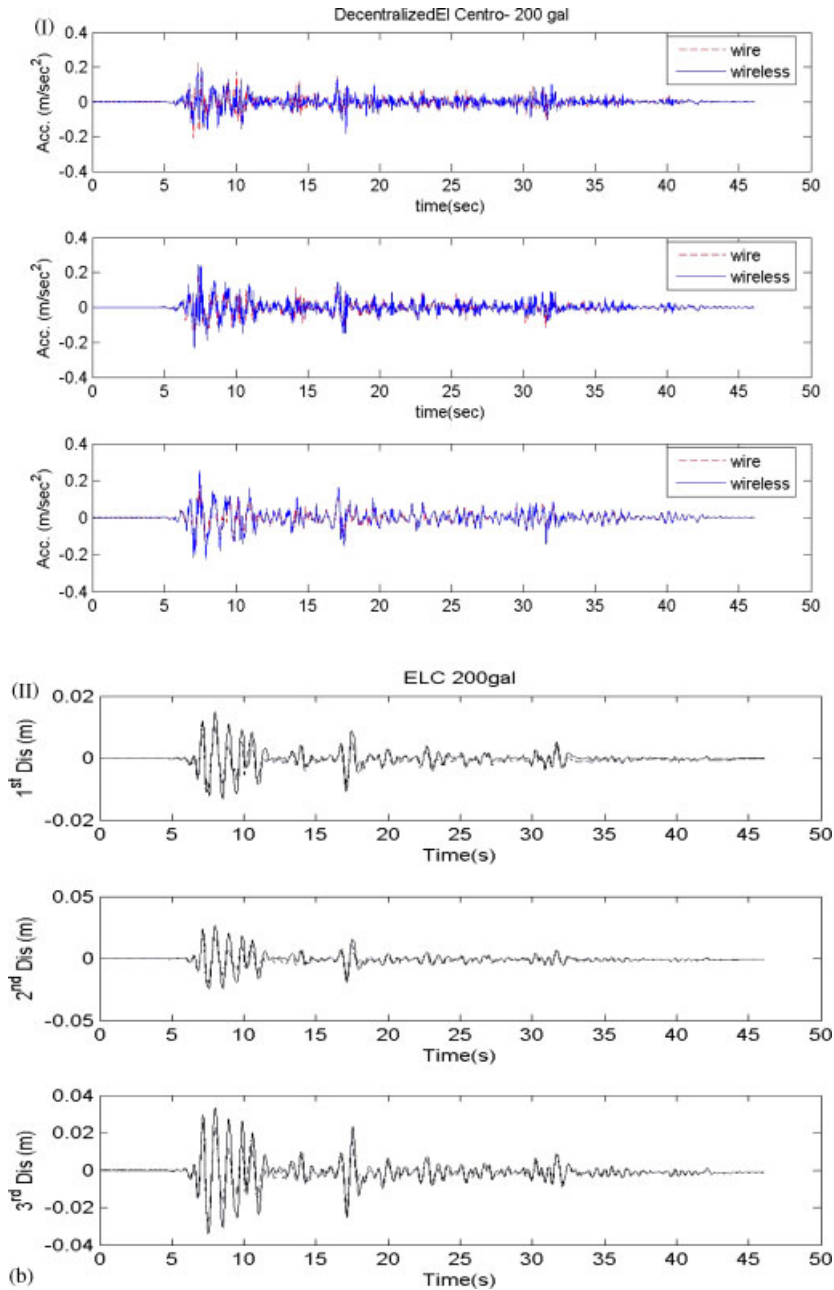 (I)
DecentralizedEl Centro- 200 gal
0.4
0.2
0
-0.2
-0.4
Acc. (m/sec²)
wire
wireless
0 5 10 15 20 25 30 35 40 45 50
time(sec)
0.4
0.2
0
-0.2
-0.4
Acc. (m/sec²)
wire
wireless
0 5 10 15 20 25 30 35 40 45 50
time(sec)
0.4
0.2
0
-0.2
-0.4
Acc. (m/sec²)
wire
wireless
0 5 10 15 20 25 30 35 40 45 50
(II)
ELC 200gal
0.02
0
-0.02
1st Dis (m)
0 5 10 15 20 25 30 35 40 45 50
Time(s)
0.05
0
-0.05
2nd Dis (m)
0 5 10 15 20 25 30 35 40 45 50
Time(s)
0.04
0.02
0
-0.02
-0.04
3rd Dis (m)
0 5 10 15 20 25 30 35 40 45 50
Time(s)
(b)